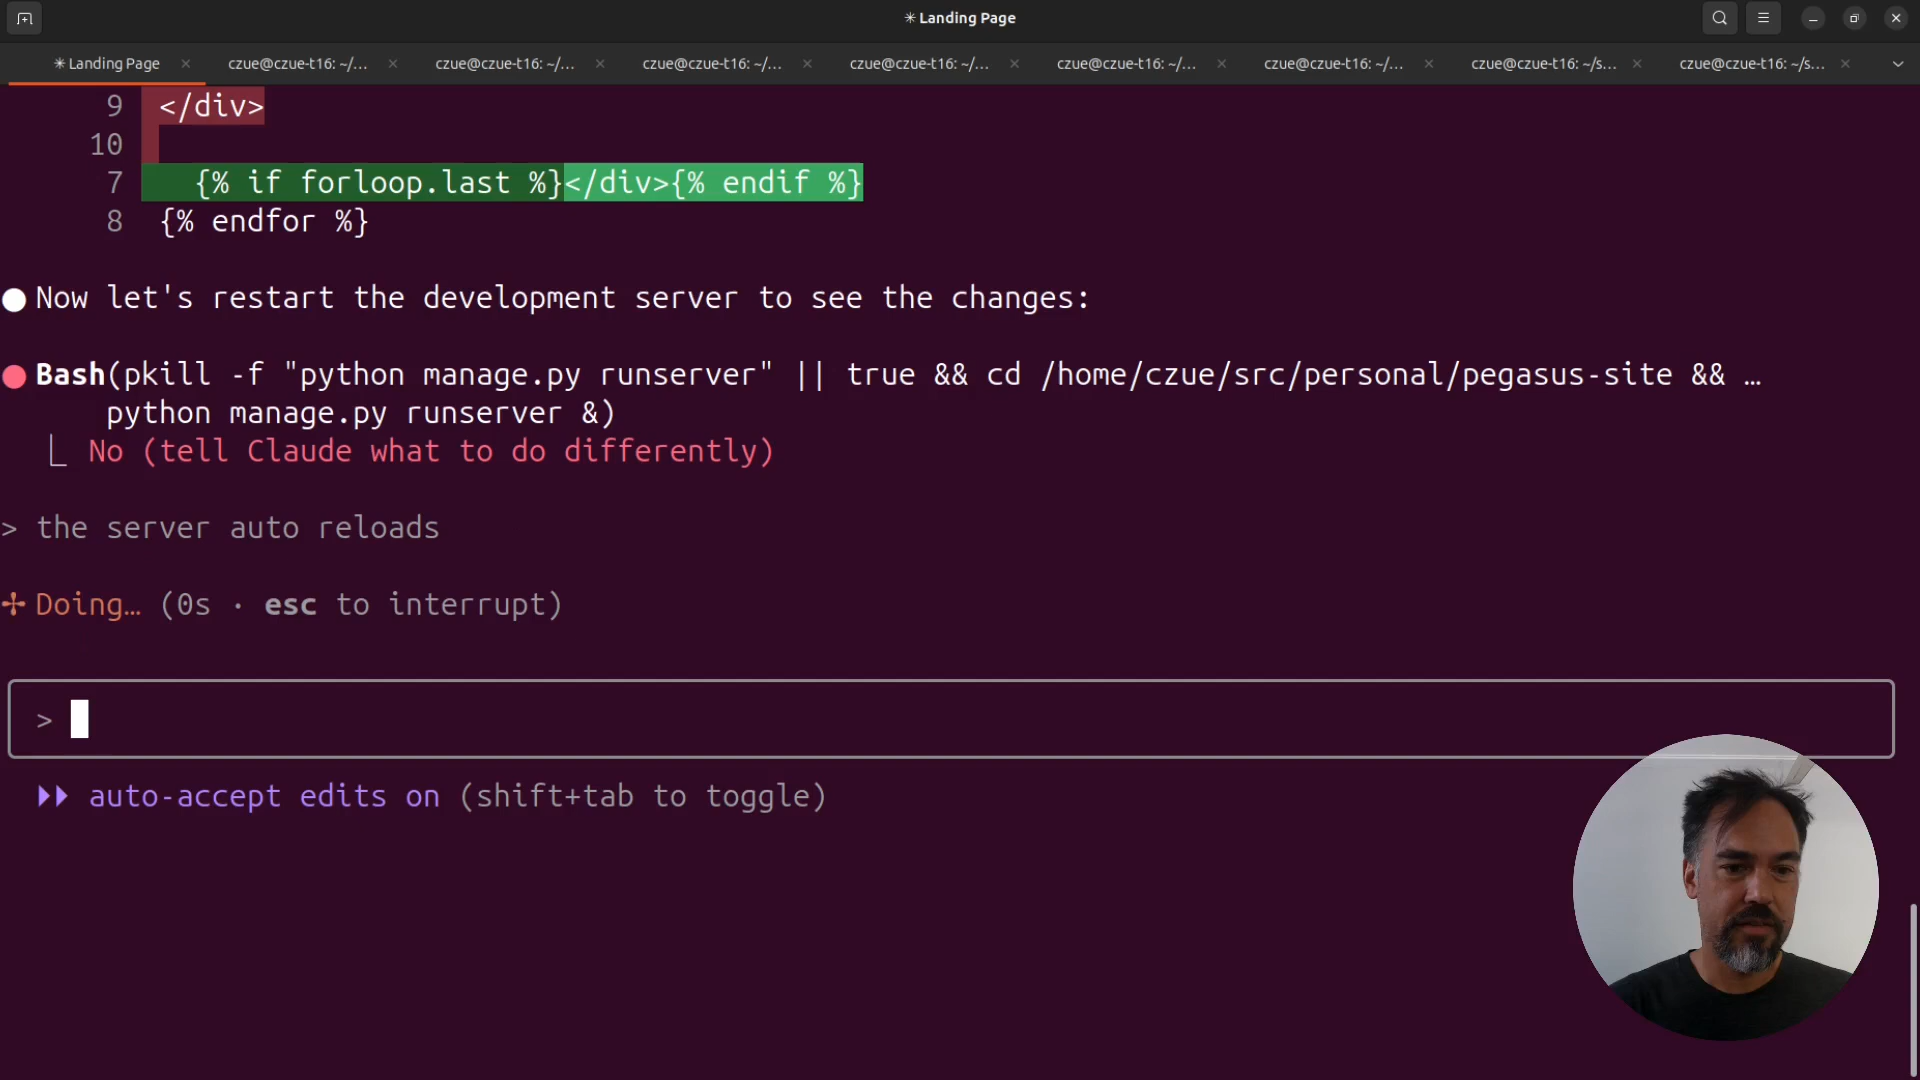 ✳ Landing Page
✳ Landing Page × czue@czue-t16: ~/... × czue@czue-t16: ~/... × czue@czue-t16: ~/... × czue@czue-t16: ~/... × czue@czue-t16: ~/... × czue@czue-t16: ~/... × czue@czue-t16: ~/s... × czue@czue-t16: ~/s... ×
9 </div>
10
7 {% if forloop.last %}</div>{% endif %}
8 {% endfor %}
● Now let's restart the development server to see the changes:
● Bash(pkill -f "python manage.py runserver" || true && cd /home/czue/src/personal/pegasus-site && …
python manage.py runserver &)
⎿ No (tell Claude what to do differently)
> the server auto reloads
✢ Doing… (0s · esc to interrupt)
>
⏵⏵ auto-accept edits on (shift+tab to toggle)